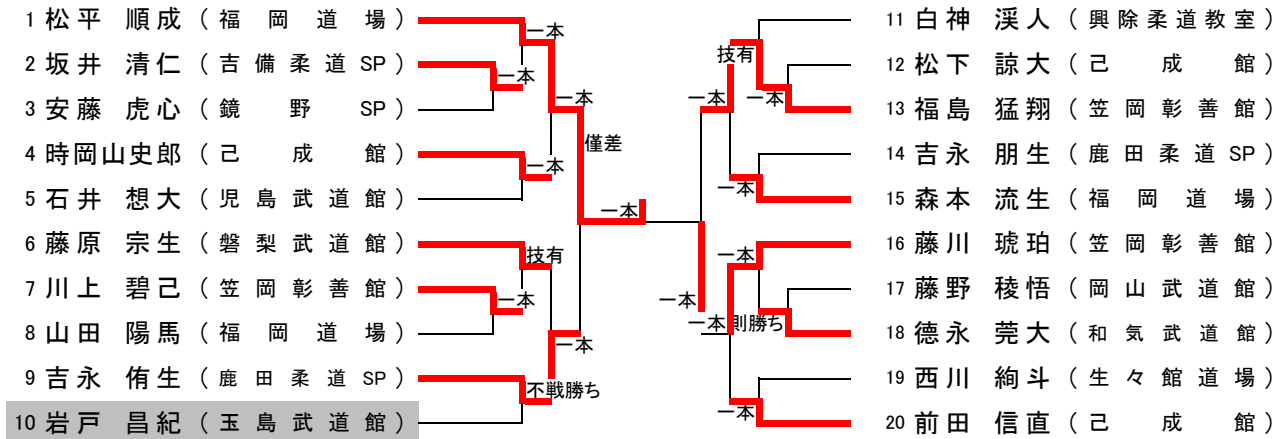 1 松平 順成 ( 福岡道場 )
2 坂井 清仁 ( 吉備柔道SP )
3 安藤 虎心 ( 鏡野SP )
4 時岡山史郎 ( 己成館 )
5 石井 想大 ( 児島武道館 )
6 藤原 宗生 ( 磐梨武道館 )
7 川上 碧己 ( 笠岡彰善館 )
8 山田 陽馬 ( 福岡道場 )
9 吉永 侑生 ( 鹿田柔道SP )
10 岩戸 昌紀 ( 玉島武道館 )
一本
一本
一本
一本
僅差
技有
一本
一本
不戦勝ち
一本
一本
技有
一本
一本
一本
一本
一本
則勝ち
一本
11 白神 渓人 ( 興除柔道教室 )
12 松下 諒大 ( 己成館 )
13 福島 猛翔 ( 笠岡彰善館 )
14 吉永 朋生 ( 鹿田柔道SP )
15 森本 流生 ( 福岡道場 )
16 藤川 琥珀 ( 笠岡彰善館 )
17 藤野 稜悟 ( 岡山武道館 )
18 德永 莞大 ( 和気武道館 )
19 西川 絢斗 ( 生々館道場 )
20 前田 信直 ( 己成館 )